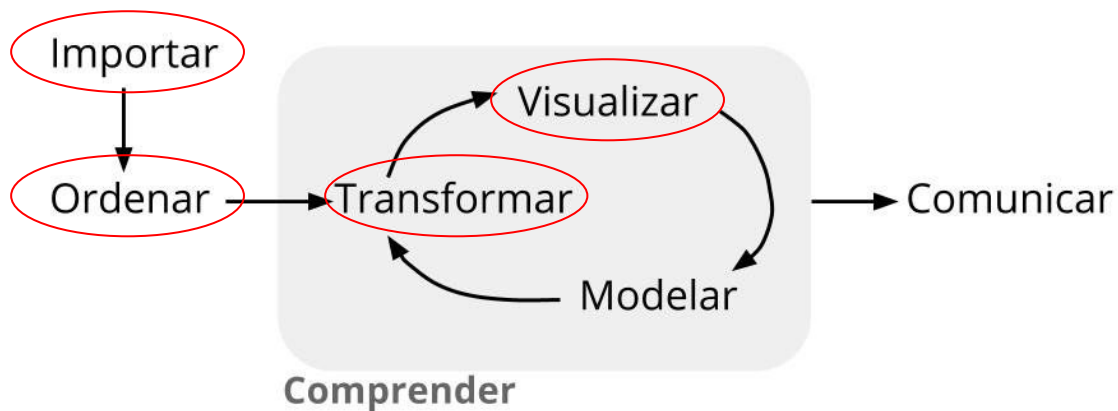 Importar
Ordenar
Transformar
Visualizar
Modelar
Comprender
Comunicar